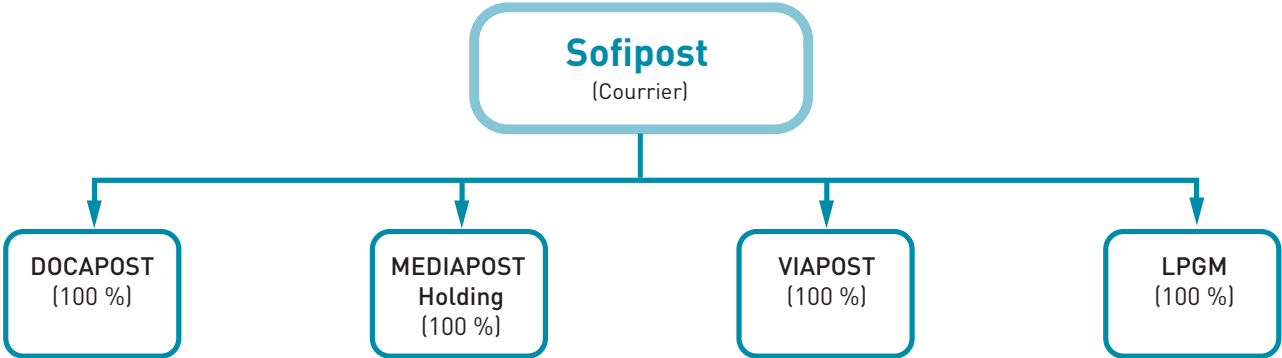 Sofipost
(Courrier)
DOCAPOST
(100 %)
MEDIAPOST
Holding
(100 %)
VIAPOST
(100 %)
LPGM
(100 %)